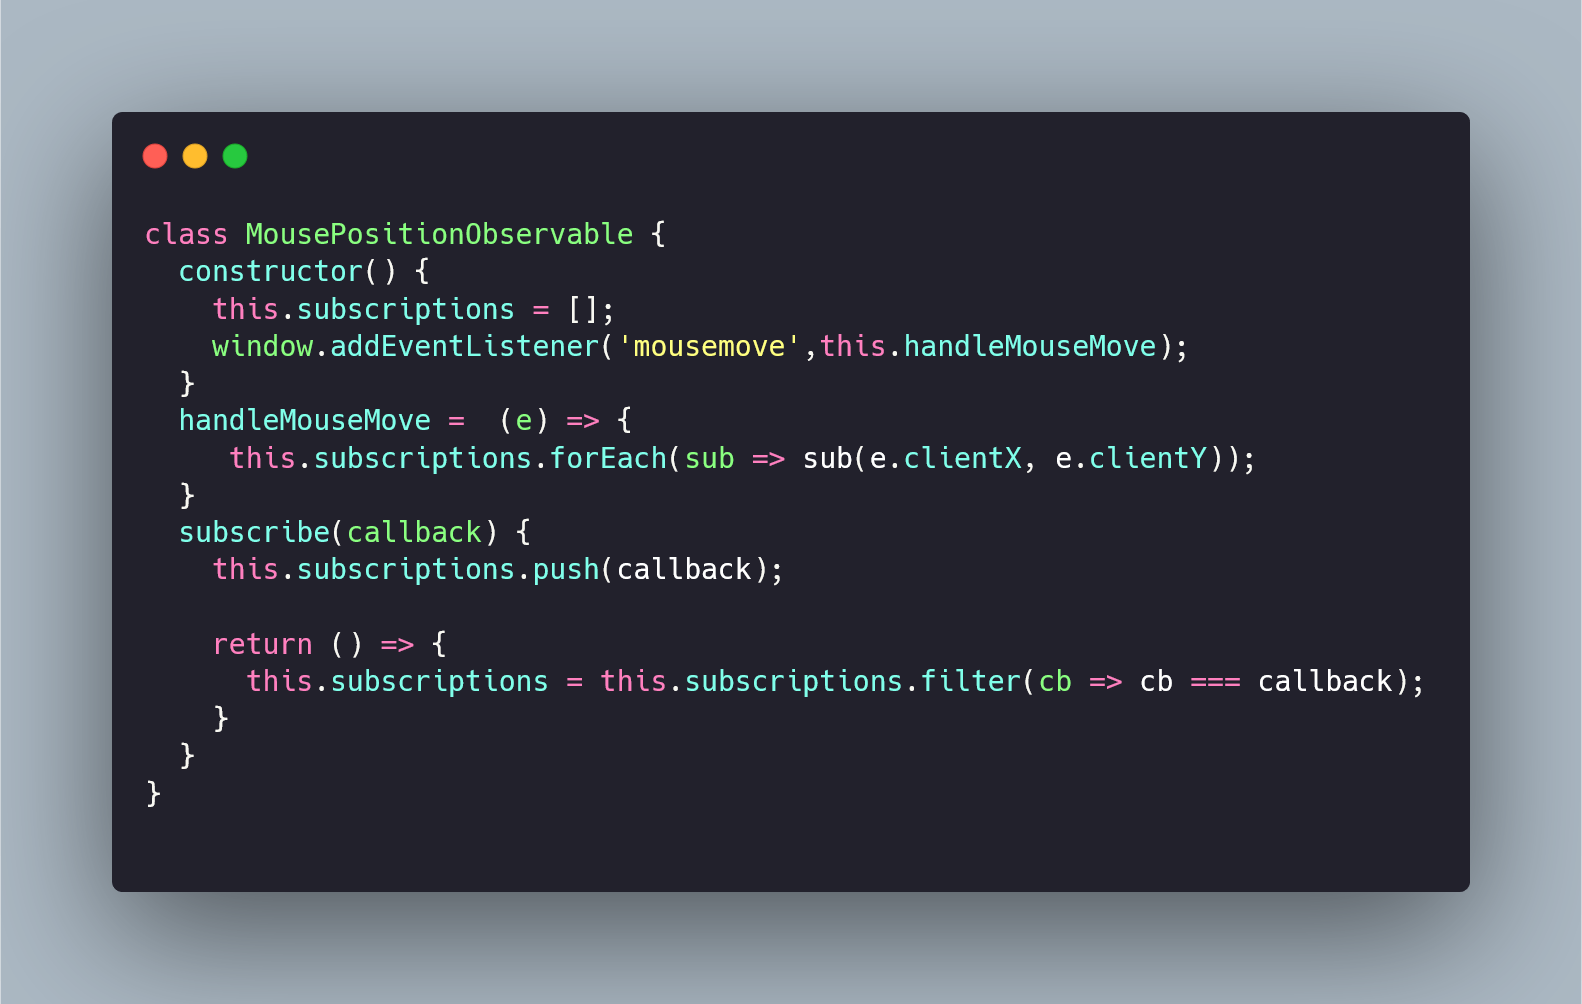 class MousePositionObservable {
  constructor() {
    this.subscriptions = [];
    window.addEventListener('mousemove',this.handleMouseMove);
  }
  handleMouseMove =  (e) => {
     this.subscriptions.forEach(sub => sub(e.clientX, e.clientY));
  }
  subscribe(callback) {
    this.subscriptions.push(callback);

    return () => {
      this.subscriptions = this.subscriptions.filter(cb => cb === callback);
    }
  }
}